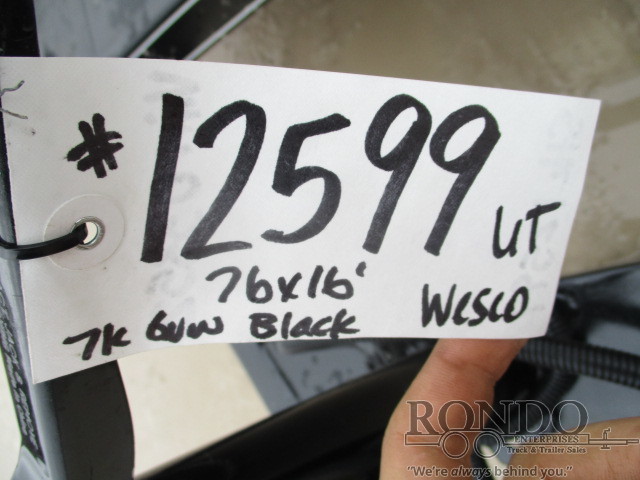 #12599 UT
76x16'
7K GVW Black Wesco
RONDO
ENTERPRISES
Truck & Trailer Sales
"We're always behind you."